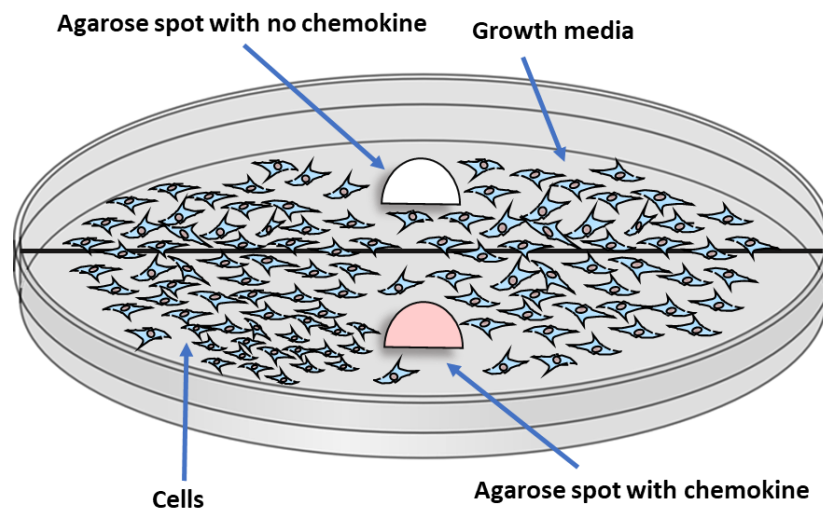 Agarose spot with no chemokine
Growth media
Cells
Agarose spot with chemokine